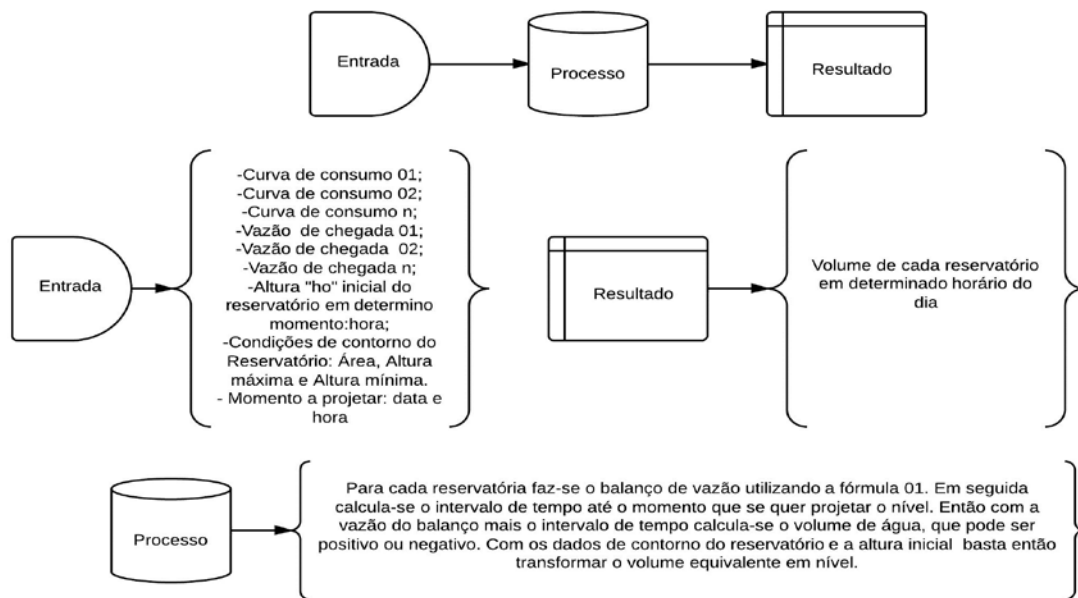 Entrada
Processo
Resultado
Entrada
-Curva de consumo 01;
-Curva de consumo 02;
-Curva de consumo n;
-Vazão de chegada 01;
-Vazão de chegada 02;
-Vazão de chegada n;
-Altura "ho" inicial do
reservatório em determino
momento:hora;
-Condições de contorno do
Reservatório: Área, Altura
máxima e Altura mínima.
- Momento a projetar: data e
hora
Resultado
Volume de cada reservatório
em determinado horário do
dia
Processo
Para cada reservatória faz-se o balanço de vazão utilizando a fórmula 01. Em seguida
calcula-se o intervalo de tempo até o momento que se quer projetar o nível. Então com a
vazão do balanço mais o intervalo de tempo calcula-se o volume de água, que pode ser
positivo ou negativo. Com os dados de contorno do reservatório e a altura inicial basta então
transformar o volume equivalente em nível.